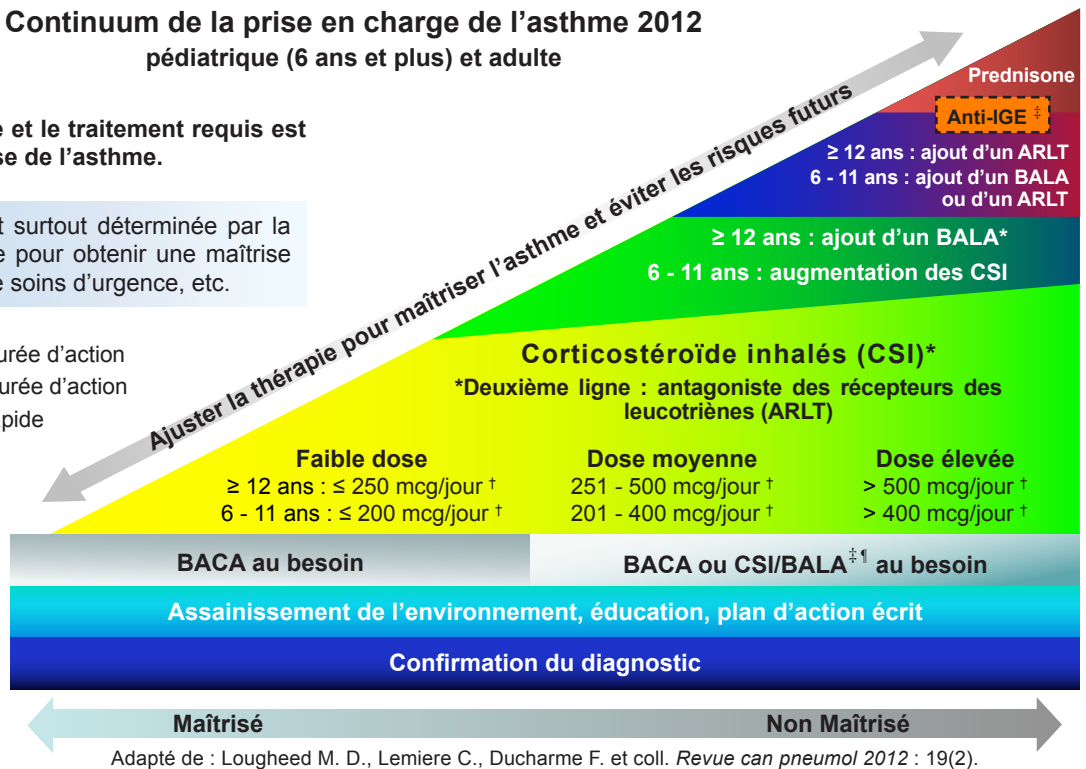 Continuum de la prise en charge de l'asthme 2012
pédiatrique (6 ans et plus) et adulte
et le traitement requis est
de l'asthme.
t surtout déterminée par la
pour obtenir une maîtrise
soins d'urgence, etc.
urée d'action
urée d'action
pide
Ajuster la thérapie pour maîtriser l'asthme et éviter les risques futurs
Prednisone
Anti-IGE ‡
≥ 12 ans : ajout d'un ARLT
6 - 11 ans : ajout d'un BALA
ou d'un ARLT
≥ 12 ans : ajout d'un BALA*
6 - 11 ans : augmentation des CSI
Corticostéroïde inhalés (CSI)*
*Deuxième ligne : antagoniste des récepteurs des
leucotriènes (ARLT)
Faible dose Dose moyenne Dose élevée
≥ 12 ans : ≤ 250 mcg/jour † 251 - 500 mcg/jour † > 500 mcg/jour †
6 - 11 ans : ≤ 200 mcg/jour † 201 - 400 mcg/jour † > 400 mcg/jour †
BACA au besoin BACA ou CSI/BALA‡¶ au besoin
Assainissement de l'environnement, éducation, plan d'action écrit
Confirmation du diagnostic
Maîtrisé Non Maîtrisé
Adapté de : Lougheed M. D., Lemiere C., Ducharme F. et coll. Revue can pneumol 2012 : 19(2).